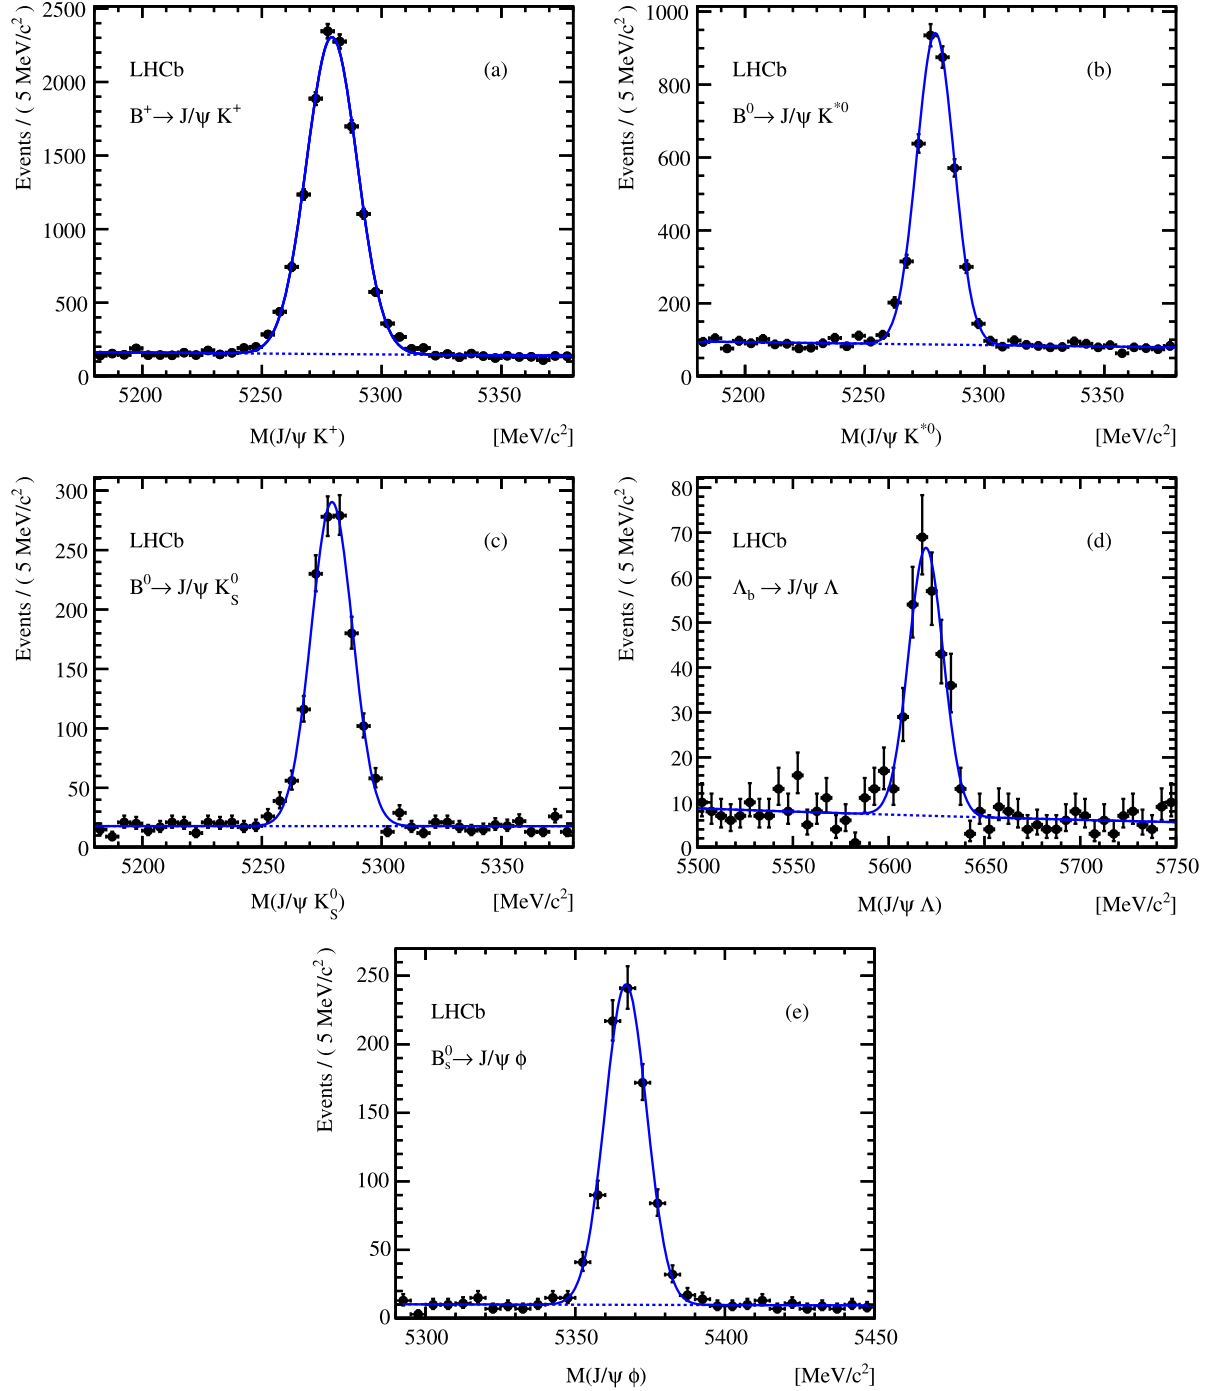 Events / ( 5 MeV/c²)
2500
2000
1500
1000
500
0
LHCb
(a)
B⁺→ J/ψ K⁺
5200 5250 5300 5350
M(J/ψ K⁺) [MeV/c²]
Events / ( 5 MeV/c²)
1000
800
600
400
200
0
LHCb
(b)
B⁰→ J/ψ K*⁰
5200 5250 5300 5350
M(J/ψ K*⁰) [MeV/c²]
Events / ( 5 MeV/c²)
300
250
200
150
100
50
0
LHCb
(c)
B⁰→ J/ψ K_S⁰
5200 5250 5300 5350
M(J/ψ K_S⁰) [MeV/c²]
Events / ( 5 MeV/c²)
80
70
60
50
40
30
20
10
0
LHCb
(d)
Λ_b → J/ψ Λ
5500 5550 5600 5650 5700 5750
M(J/ψ Λ) [MeV/c²]
Events / ( 5 MeV/c²)
250
200
150
100
50
0
LHCb
(e)
B_s⁰→ J/ψ ϕ
5300 5350 5400 5450
M(J/ψ ϕ) [MeV/c²]